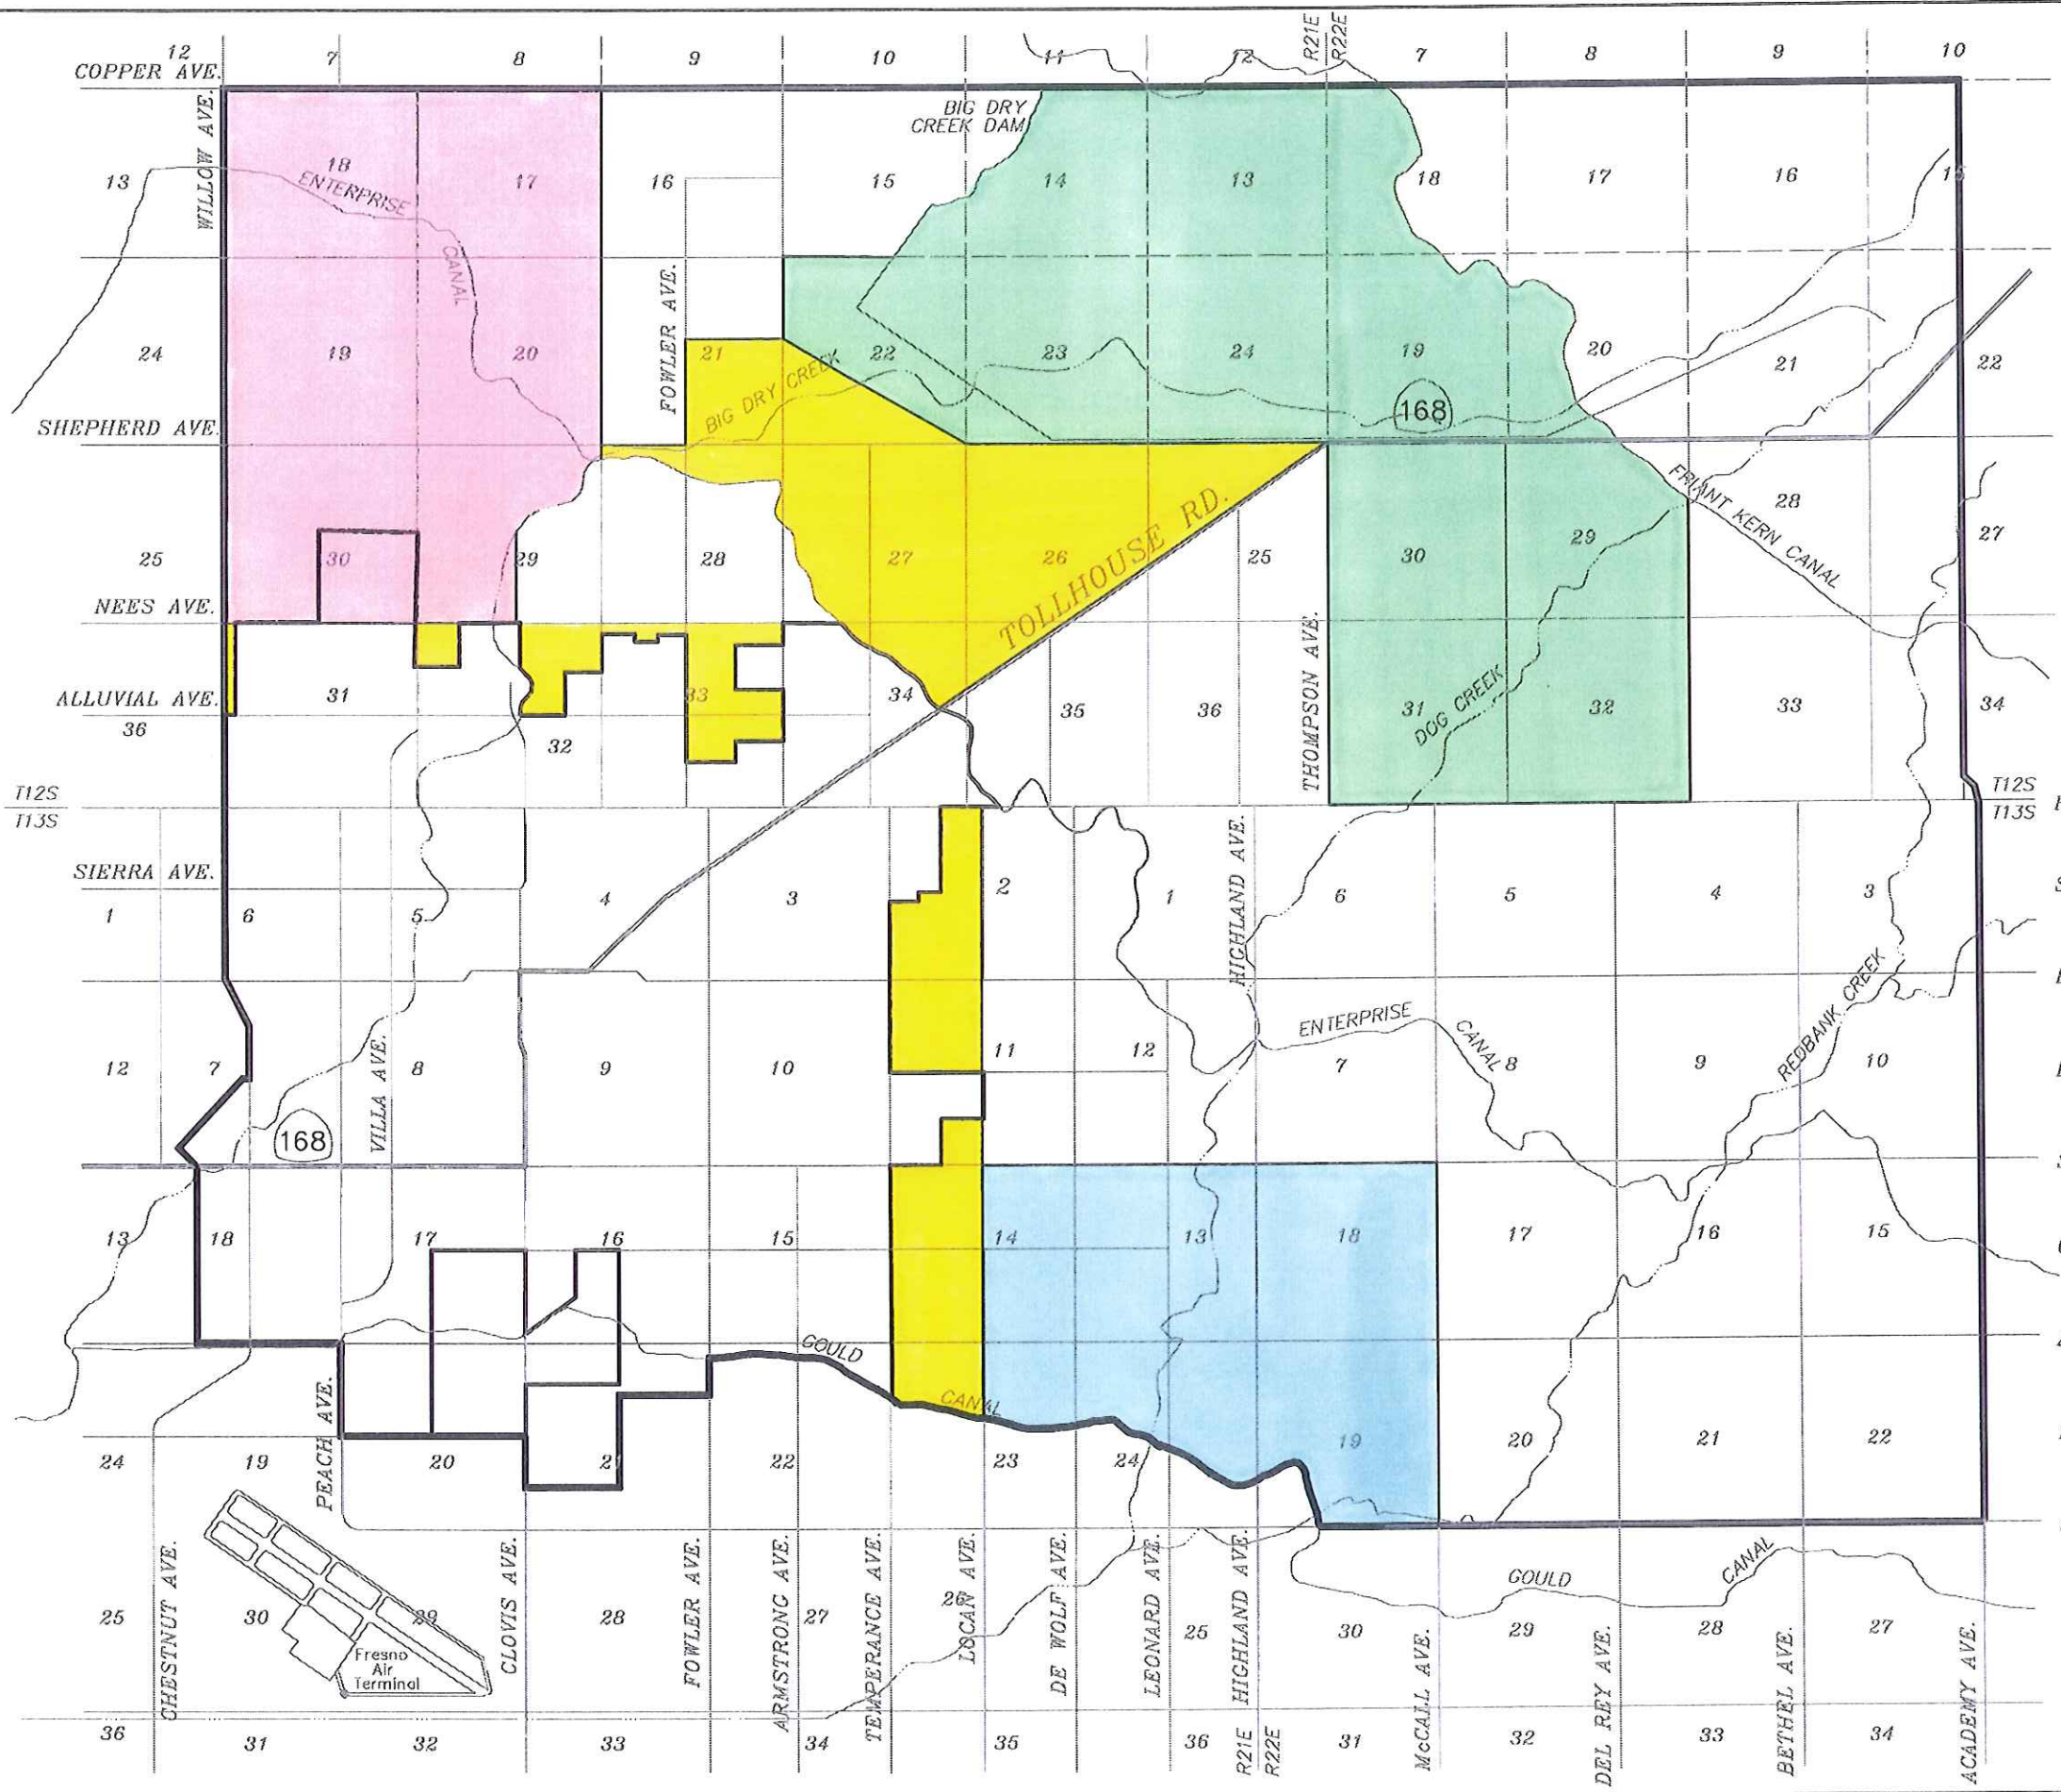 12 7 8 9 10 11 12 R21E R22E 7 8 9 10
COPPER AVE.
WILLOW AVE.
BIG DRY
CREEK DAM
13 18 17 16 15 14 13 18 17 16 15
ENTERPRISE
CANAL
FOWLER AVE.
24 19 20 21 22 23 24 19 20 21 22
BIG DRY CREEK
168
SHEPHERD AVE.
TOLLHOUSE RD.
FRIANT KERN CANAL
25 30 29 28 27 26 25 30 29 28 27
NEES AVE.
THOMPSON AVE.
DOG CREEK
ALLUVIAL AVE.
31 33 34 35 36 31 32 33 34
36 32
T12S T12S
T13S T13S
SIERRA AVE.
HIGHLAND AVE.
1 6 5 4 3 2 1 6 5 4 3
REDBANK CREEK
ENTERPRISE
CANAL
12 7 8 9 10 11 12 7 8 9 10
VILLA AVE.
168
13 18 17 16 15 14 13 18 17 16 15
GOULD
CANAL
PEACH AVE.
24 19 20 21 22 23 24 19 20 21 22
CHESTNUT AVE.
CLOVIS AVE.
FOWLER AVE.
ARMSTRONG AVE.
TEMPERANCE AVE.
LOCAN AVE.
DE WOLF AVE.
LEONARD AVE.
HIGHLAND AVE.
McCALL AVE.
DEL REY AVE.
BETHEL AVE.
ACADEMY AVE.
GOULD
CANAL
25 30 29 28 27 26 25 30 29 28 27
Fresno
Air
Terminal
36 31 32 33 34 35 36 R21E R22E 31 32 33 34